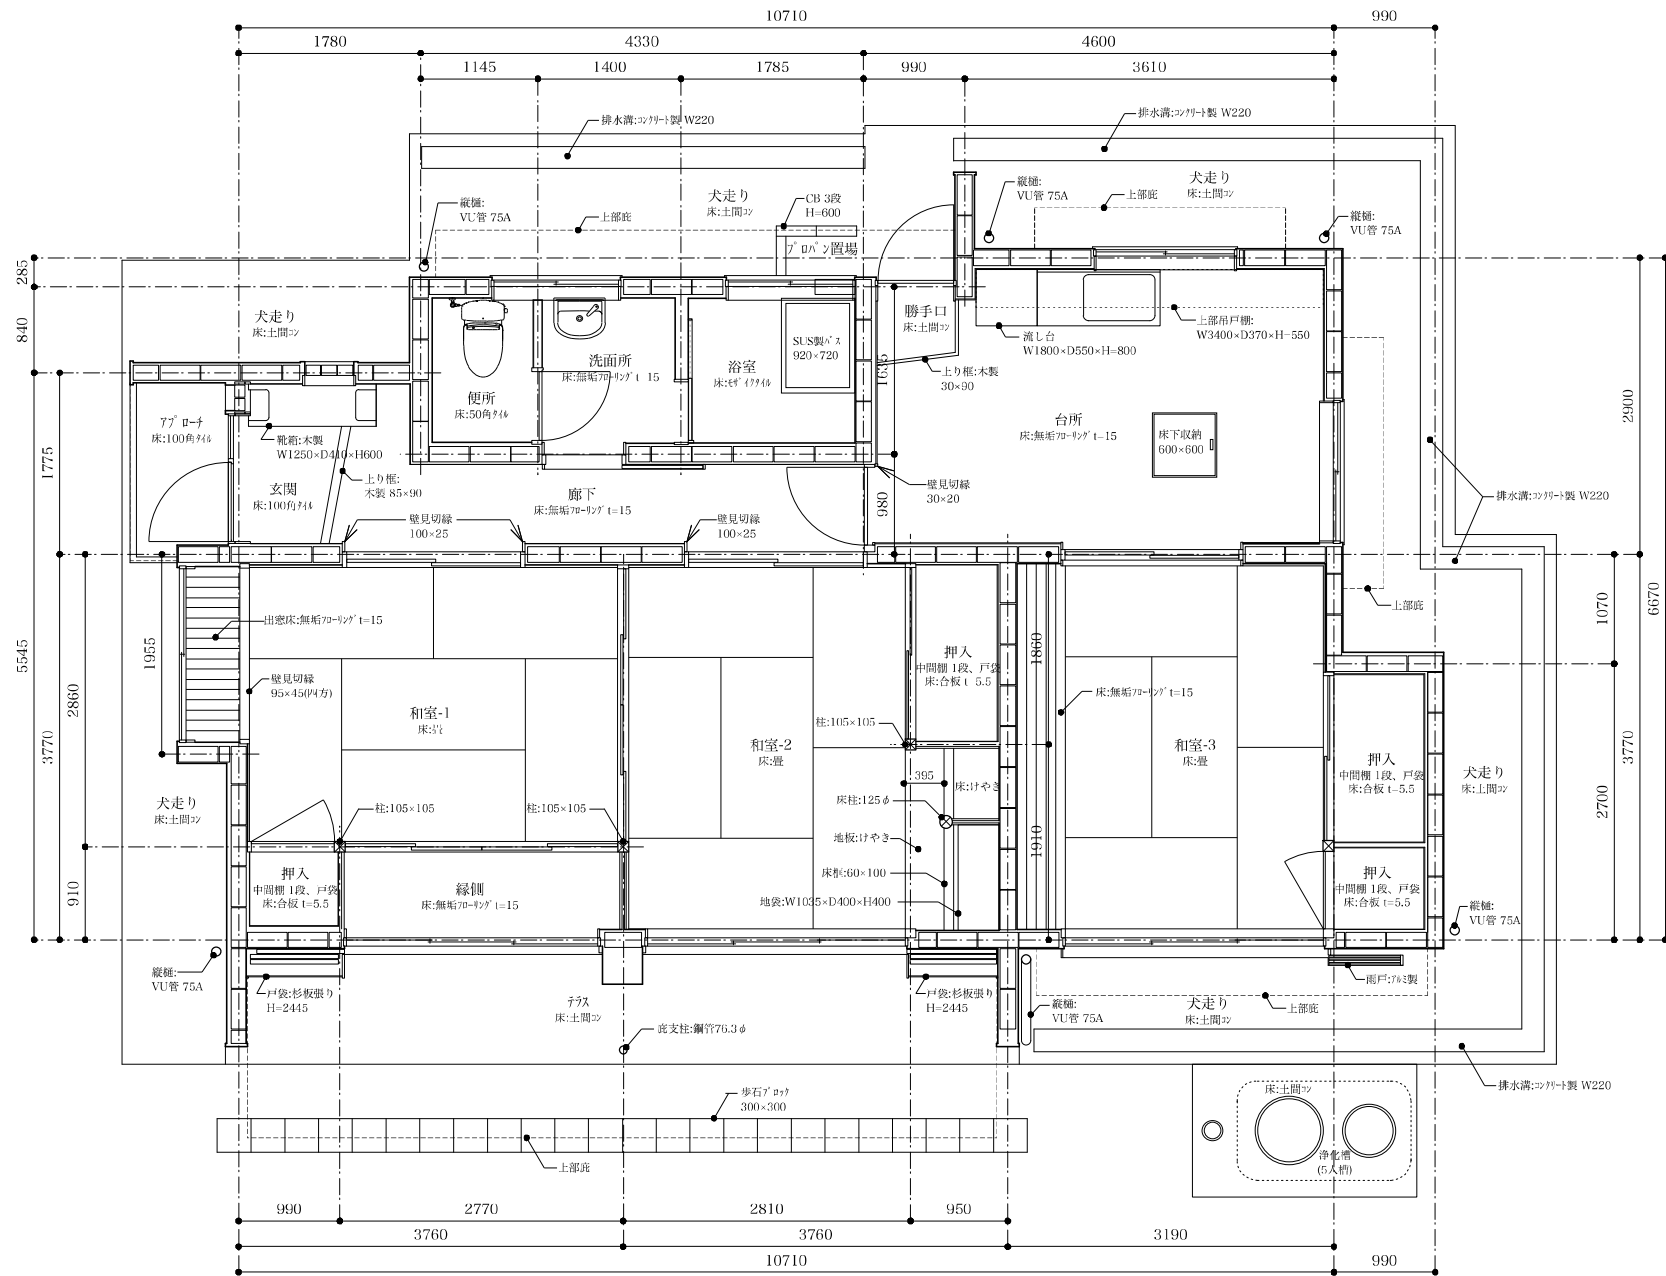 10710
990
1780
4330
4600
1145
1400
1785
990
3610
排水溝:コンクリート製 W220
排水溝:コンクリート製 W220
犬走り
床:土間コン
犬走り
床:土間コン
縦樋:
VU管 75A
上部庇
CB 3段
H=600
プロパン置場
縦樋:
VU管 75A
上部庇
縦樋:
VU管 75A
285
840
1775
5545
3770
2860
910
1955
犬走り
床:土間コン
勝手口
床:土間コン
流し台
W1800×D550×H=800
上部吊戸棚:
W3400×D370×H=550
洗面所
床:無垢フローリングt=15
浴室
床:モザイクタイル
SUS製バス
920×720
1635
上り框:木製
30×90
便所
床:50角タイル
アプローチ
床:100角タイル
靴箱:木製
W1250×D410×H600
台所
床:無垢フローリングt=15
床下収納
600×600
2900
上り框:
木製 85×90
玄関
床:100角タイル
廊下
床:無垢フローリングt=15
壁見切縁
30×20
980
壁見切縁
100×25
壁見切縁
100×25
排水溝:コンクリート製 W220
上部庇
1070
6670
3770
2700
出窓床:無垢フローリングt=15
壁見切縁
95×45(四方)
和室-1
柱:105×105
柱:105×105
押入
中間棚 1段、戸袋
床:合板 t=5.5
縁側
床:無垢フローリングt=15
和室-2
床:畳
押入
中間棚 1段、戸袋
床:合板 t=5.5
柱:105×105
395
床:けやき
床柱:125φ
地板:けやき
床框:60×100
地袋:W1035×D400×H400
1860
1910
床:無垢フローリングt=15
和室-3
床:畳
押入
中間棚 1段、戸袋
床:合板 t=5.5
押入
中間棚 1段、戸袋
床:合板 t=5.5
犬走り
床:土間コン
犬走り
床:土間コン
縦樋:
VU管 75A
縦樋:
VU管 75A
戸袋:杉板張り
H=2445
テラス
床:土間コン
戸袋:杉板張り
H=2445
縦樋:
VU管 75A
犬走り
床:土間コン
上部庇
雨戸:アルミ製
庇支柱:鋼管76.3φ
排水溝:コンクリート製 W220
歩石ブロック
300×300
上部庇
床:土間コン
浄化槽
(5人槽)
990
2770
2810
950
3760
3760
3190
10710
990